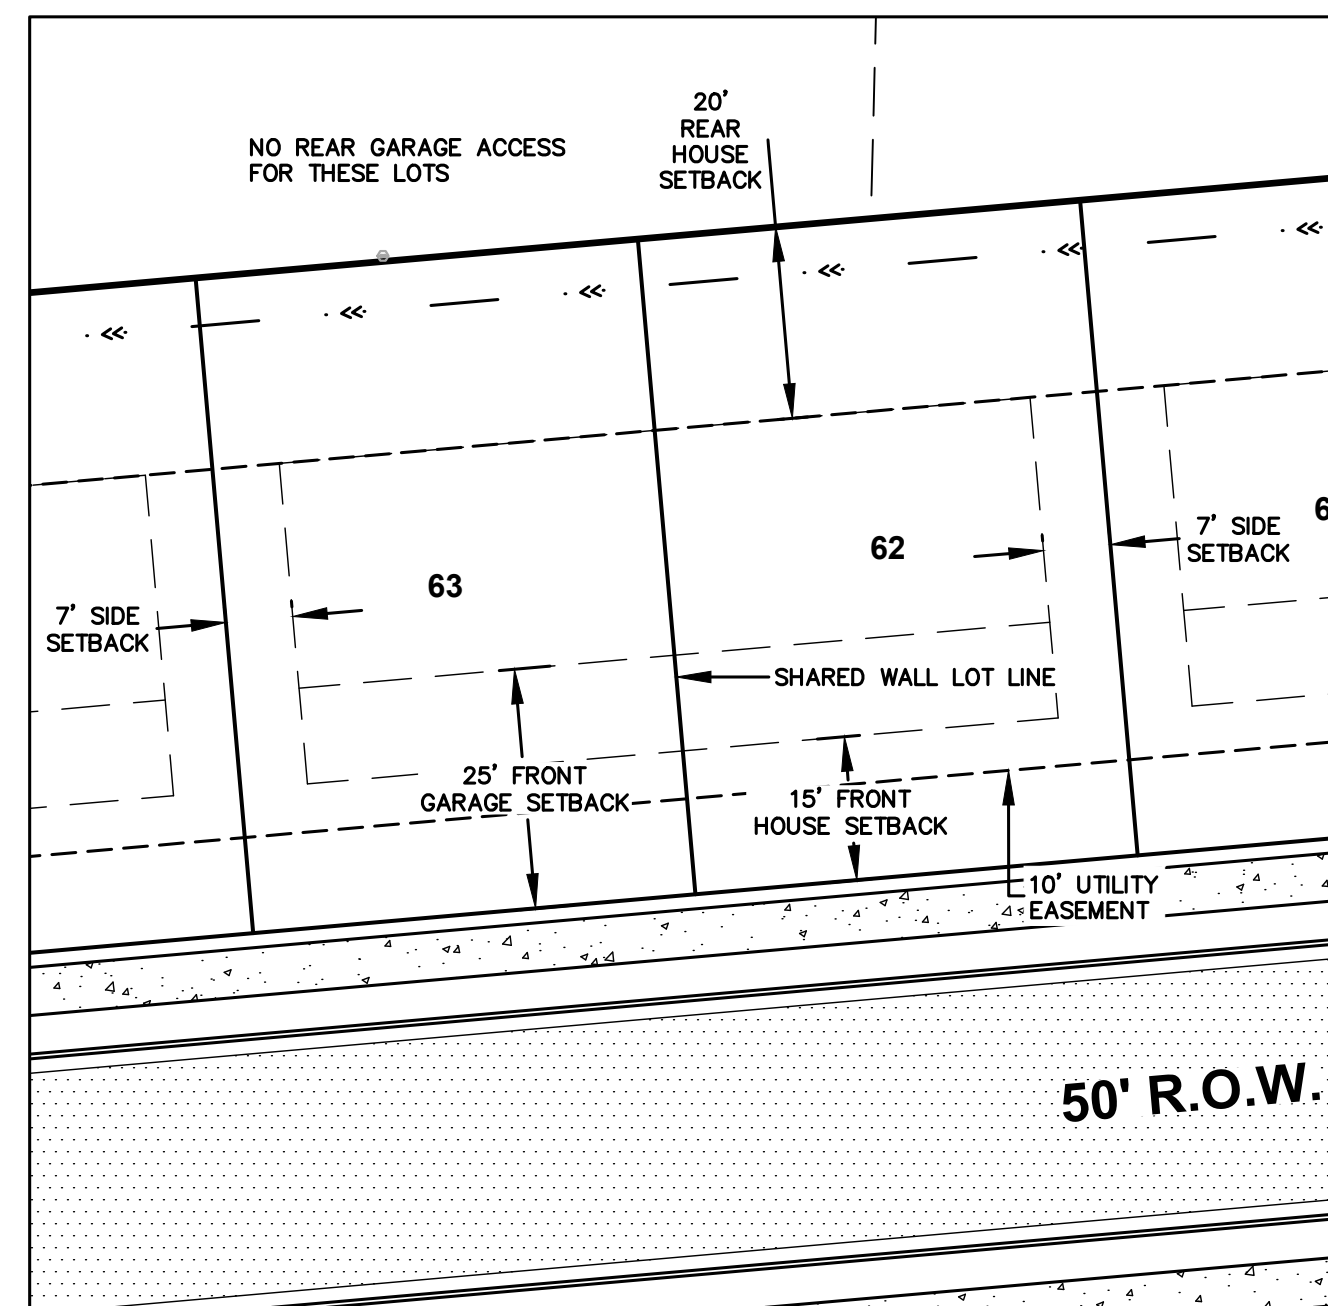 20'
REAR
HOUSE
SETBACK
NO REAR GARAGE ACCESS
FOR THESE LOTS
7' SIDE
SETBACK
62
63
7' SIDE
SETBACK
SHARED WALL LOT LINE
25' FRONT
GARAGE SETBACK
15' FRONT
HOUSE SETBACK
10' UTILITY
EASEMENT
50' R.O.W.